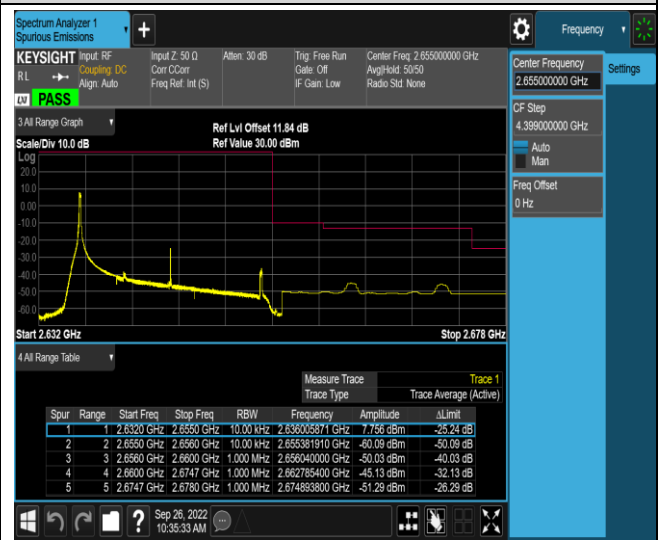 Spectrum Analyzer 1
Spurious Emissions
+
Frequency
KEYSIGHT
RL
Input: RF
Coupling: DC
Align: Auto
Input Z: 50 Ω
Corr CCorr
Freq Ref: Int (S)
Atten: 30 dB
Trig: Free Run
Gate: Off
IF Gain: Low
Center Freq: 2.655000000 GHz
Avg|Hold: 50/50
Radio Std: None
LXI PASS
Center Frequency
2.655000000 GHz
Settings
CF Step
4.399000000 GHz
Auto
Man
Freq Offset
0 Hz
3 All Range Graph
Scale/Div 10.0 dB
Ref Lvl Offset 11.84 dB
Ref Value 30.00 dBm
Log
20.0
10.0
0.00
-10.0
-20.0
-30.0
-40.0
-50.0
-60.0
Start 2.632 GHz Stop 2.678 GHz
4 All Range Table
Measure Trace Trace 1
Trace Type Trace Average (Active)
Spur Range Start Freq Stop Freq RBW Frequency Amplitude ΔLimit
1 1 2.6320 GHz 2.6550 GHz 10.00 kHz 2.636005871 GHz 7.756 dBm -25.24 dB
2 2 2.6550 GHz 2.6560 GHz 10.00 kHz 2.655381910 GHz -60.09 dBm -50.09 dB
3 3 2.6560 GHz 2.6600 GHz 1.000 MHz 2.656040000 GHz -50.03 dBm -40.03 dB
4 4 2.6600 GHz 2.6747 GHz 1.000 MHz 2.662785400 GHz -45.13 dBm -32.13 dB
5 5 2.6747 GHz 2.6780 GHz 1.000 MHz 2.674893800 GHz -51.29 dBm -26.29 dB
?
Sep 26, 2022
10:35:33 AM